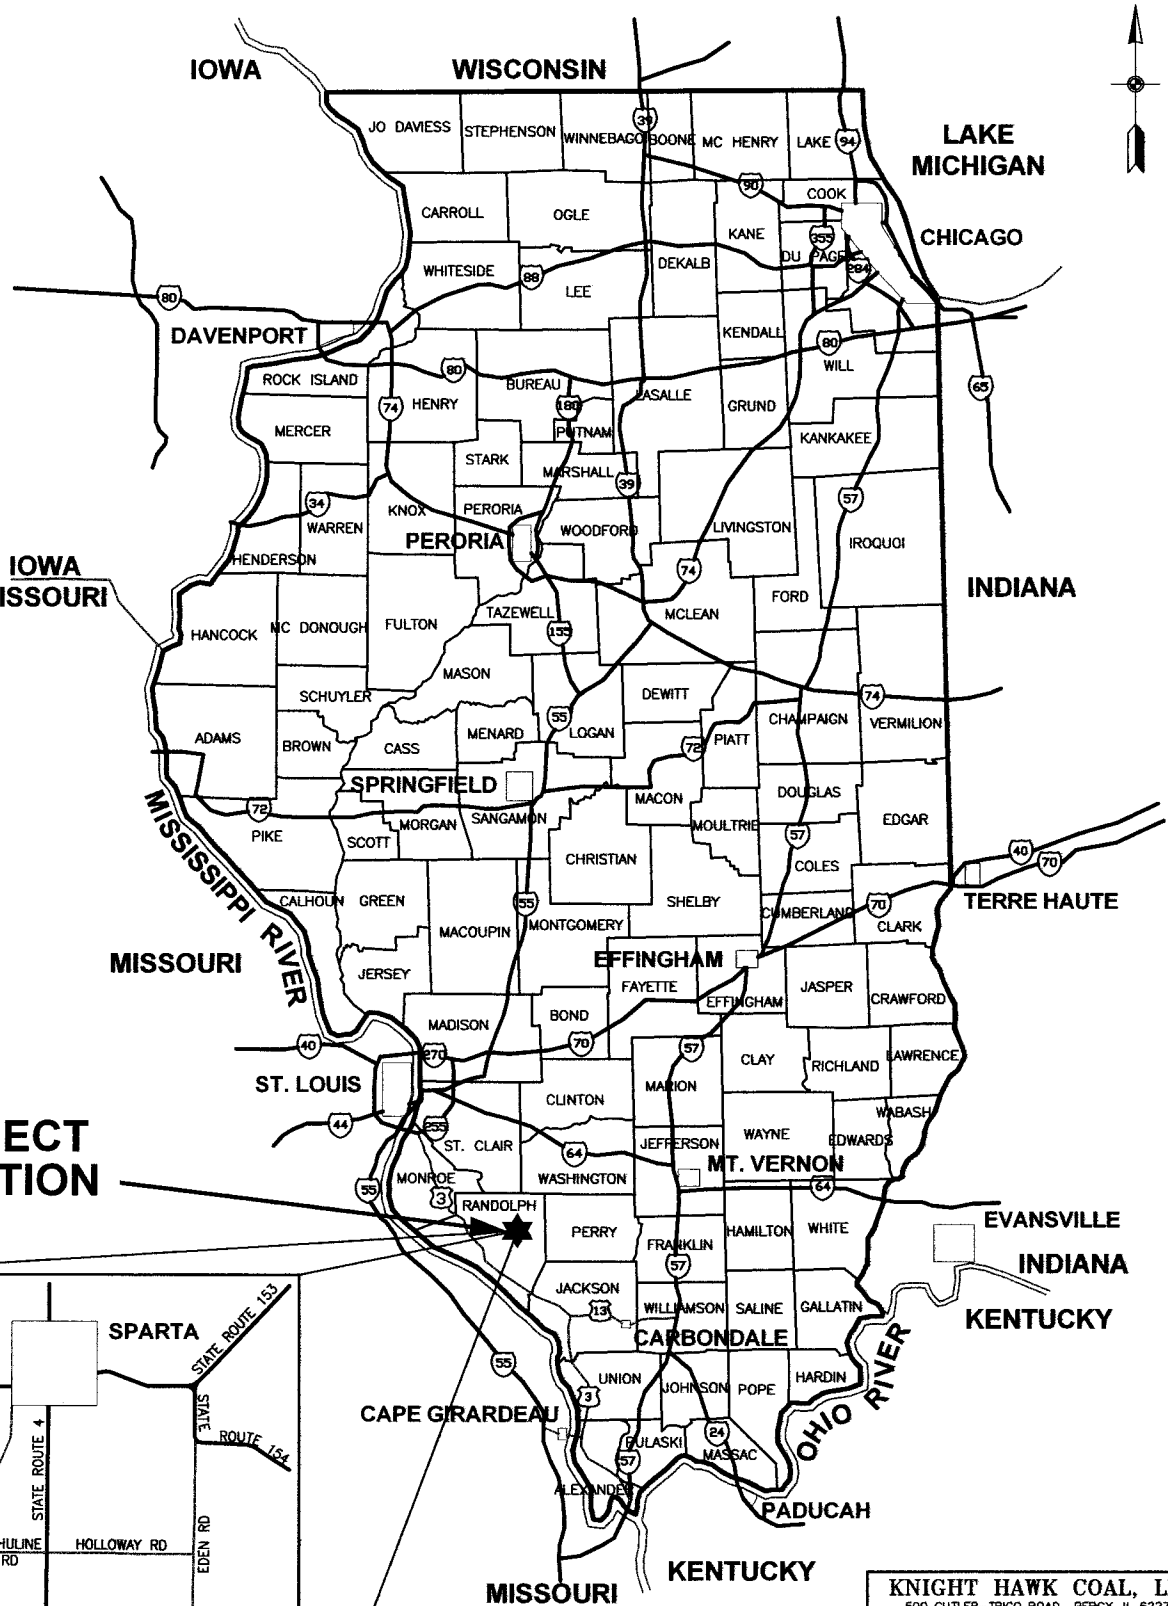 IOWA
WISCONSIN
LAKE
MICHIGAN
JO DAVIESS
STEPHENSON
WINNEBAGO
BOONE
MC HENRY
LAKE
39
94
90
COOK
CARROLL
OGLE
KANE
355
DU PAGE
294
CHICAGO
DEKALB
WHITESIDE
88
LEE
80
DAVENPORT
KENDALL
80
WILL
ROCK ISLAND
80
BUREAU
LASALLE
65
74
HENRY
180
GRUND
MERCER
PUTNAM
KANKAKEE
STARK
MARSHALL
39
34
WARREN
KNOX
PERORIA
57
PERORIA
WOODFORD
LIVINGSTON
IROQUOI
HENDERSON
IOWA
ISSOURI
74
INDIANA
FORD
HANCOCK
MC DONOUGH
FULTON
TAZEWELL
155
MCLEAN
MASON
SCHUYLER
DEWITT
74
ADAMS
BROWN
CASS
MENARD
55
LOGAN
72
PIATT
CHAMPAIGN
VERMILION
SPRINGFIELD
MACON
DOUGLAS
72
PIKE
SCOTT
MORGAN
SANGAMON
MOULTRIE
57
EDGAR
MISSISSIPPI RIVER
CHRISTIAN
COLES
40
70
CALHOUN
GREEN
55
SHELBY
CUMBERLAND
70
TERRE HAUTE
MACOUPIN
MONTGOMERY
CLARK
MISSOURI
JERSEY
EFFINGHAM
FAYETTE
EFFINGHAM
JASPER
CRAWFORD
MADISON
BOND
40
270
70
57
CLAY
RICHLAND
LAWRENCE
ST. LOUIS
MARION
CLINTON
WABASH
44
255
ST. CLAIR
64
JEFFERSON
WAYNE
EDWARDS
ECT
TION
MT. VERNON
MONROE
WASHINGTON
55
3
64
RANDOLPH
PERRY
FRANKLIN
HAMILTON
WHITE
EVANSVILLE
INDIANA
57
JACKSON
13
WILLIAMSON
SALINE
GALLATIN
KENTUCKY
CARBONDALE
55
UNION
JOHNSON
POPE
HARDIN
OHIO RIVER
3
CAPE GIRARDEAU
24
PULASKI
57
MASSAC
ALEXANDER
PADUCAH
KENTUCKY
MISSOURI
SPARTA
STATE ROUTE 153
STATE
ROUTE 154
STATE ROUTE 4
HULINE
RD
HOLLOWAY RD
EDEN RD
KNIGHT HAWK COAL, L
500 CUTLER-TRICO ROAD, PERCY, IL 6227